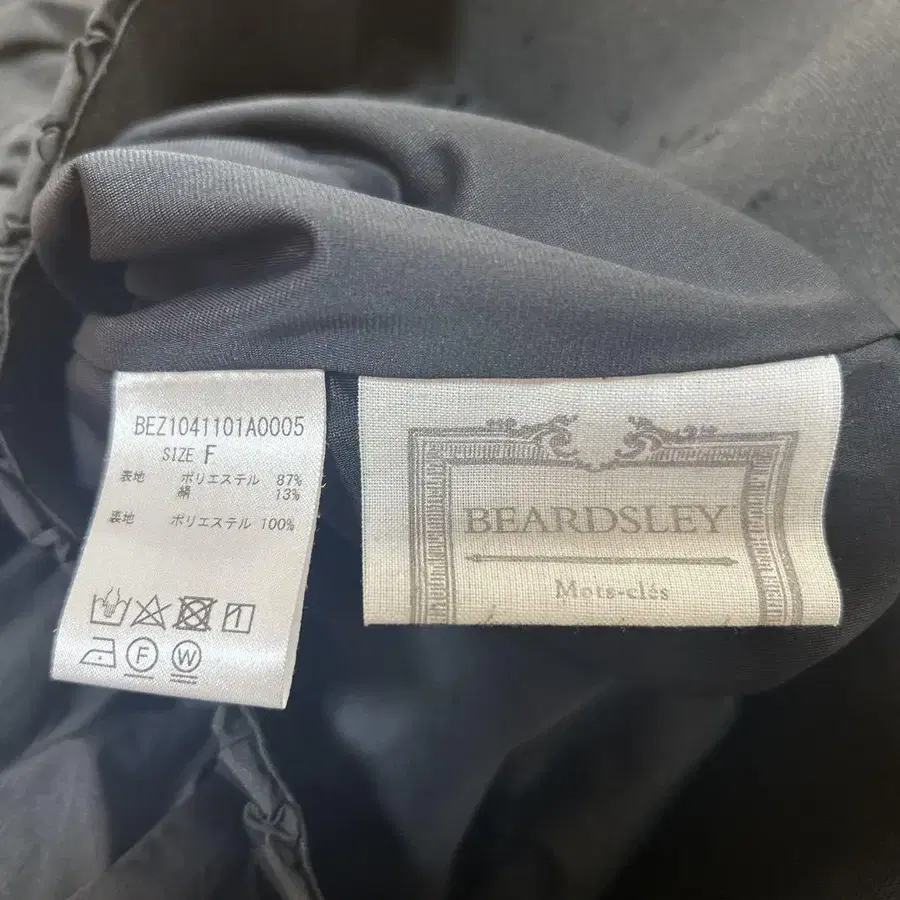 BEZ1041101A0005
SIZE F
表地 ポリエステル 87%
絹 13%
裏地 ポリエステル 100%
F W
BEARDSLEY
Mots-clés